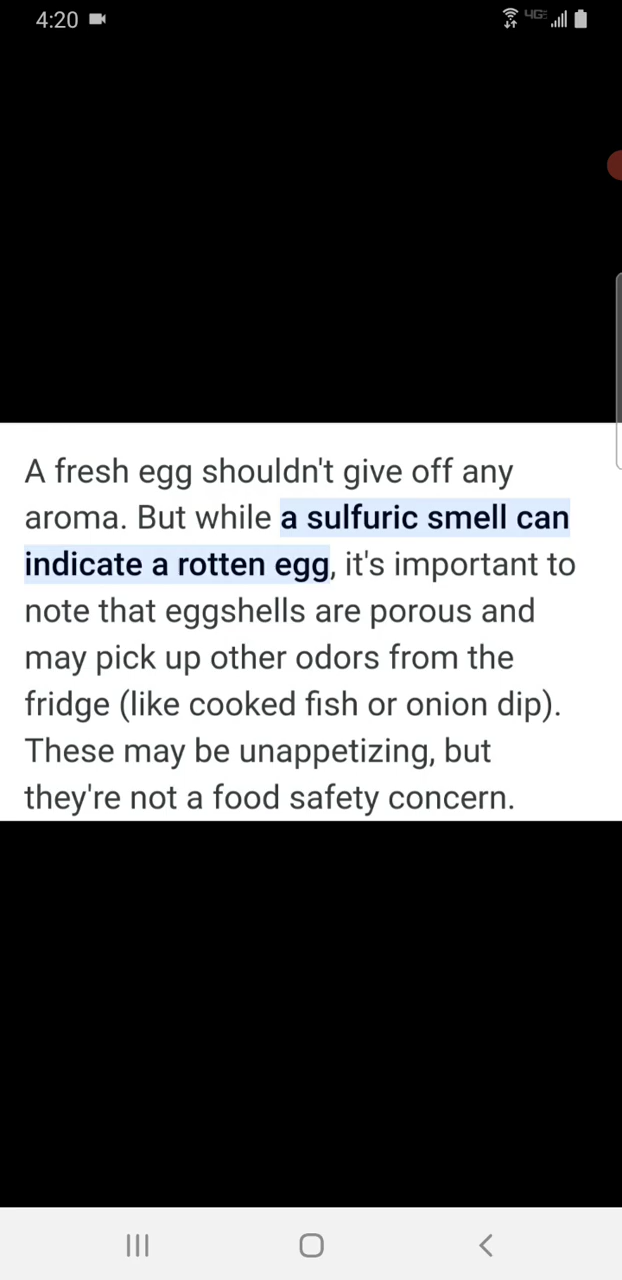 4:20
4GE
A fresh egg shouldn't give off any
aroma. But while a sulfuric smell can
indicate a rotten egg, it's important to
note that eggshells are porous and
may pick up other odors from the
fridge (like cooked fish or onion dip).
These may be unappetizing, but
they're not a food safety concern.